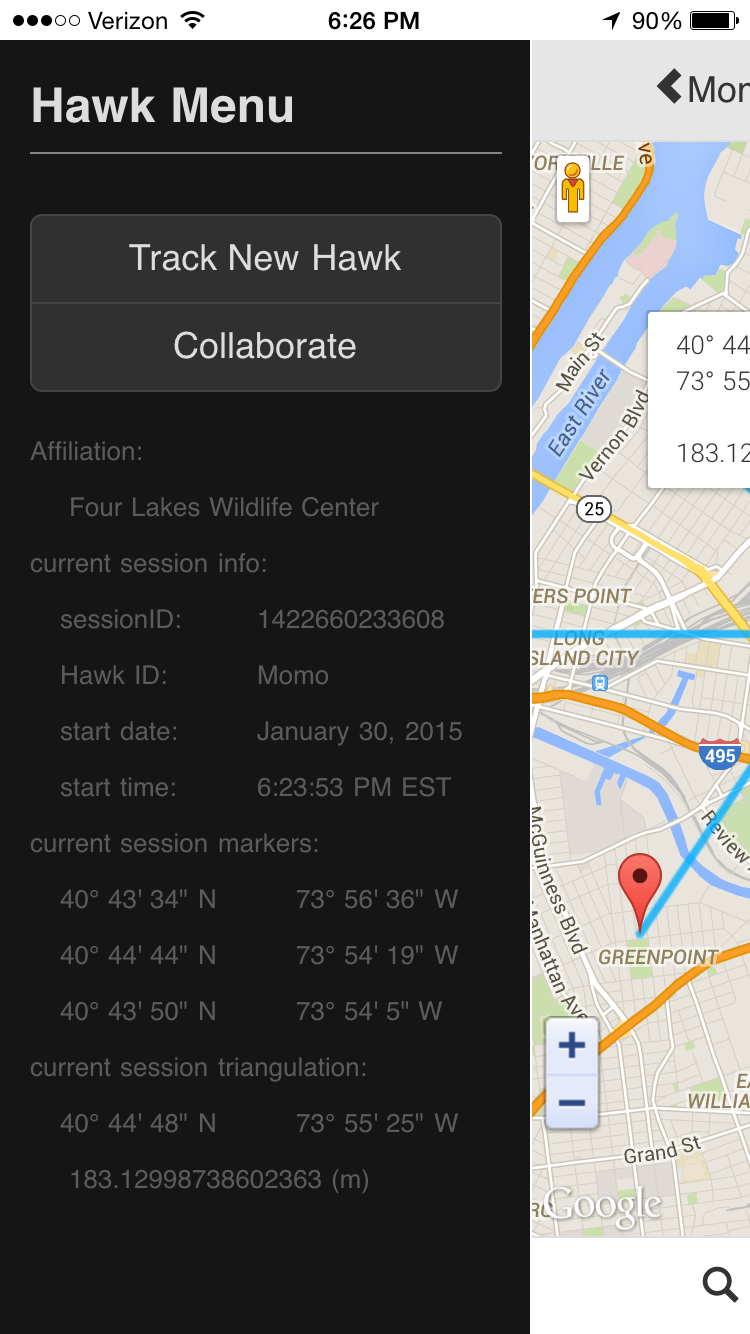 Verizon 6:26 PM 90%
Hawk Menu
Track New Hawk
Collaborate
Affiliation:
Four Lakes Wildlife Center
current session info:
sessionID: 1422660233608
Hawk ID: Momo
start date: January 30, 2015
start time: 6:23:53 PM EST
current session markers:
40° 43' 34" N 73° 56' 36" W
40° 44' 44" N 73° 54' 19" W
40° 43' 50" N 73° 54' 5" W
current session triangulation:
40° 44' 48" N 73° 55' 25" W
183.12998738602363 (m)
Mor
ve
40° 44
73° 55
183.12
Main St
East River
Vernon Blvd
25
ERS POINT
LONG
SLAND CITY
495
Review
McGuinness Blvd
Manhattan Ave
GREENPOINT
+
−
E
WILLIA
Grand St
Google